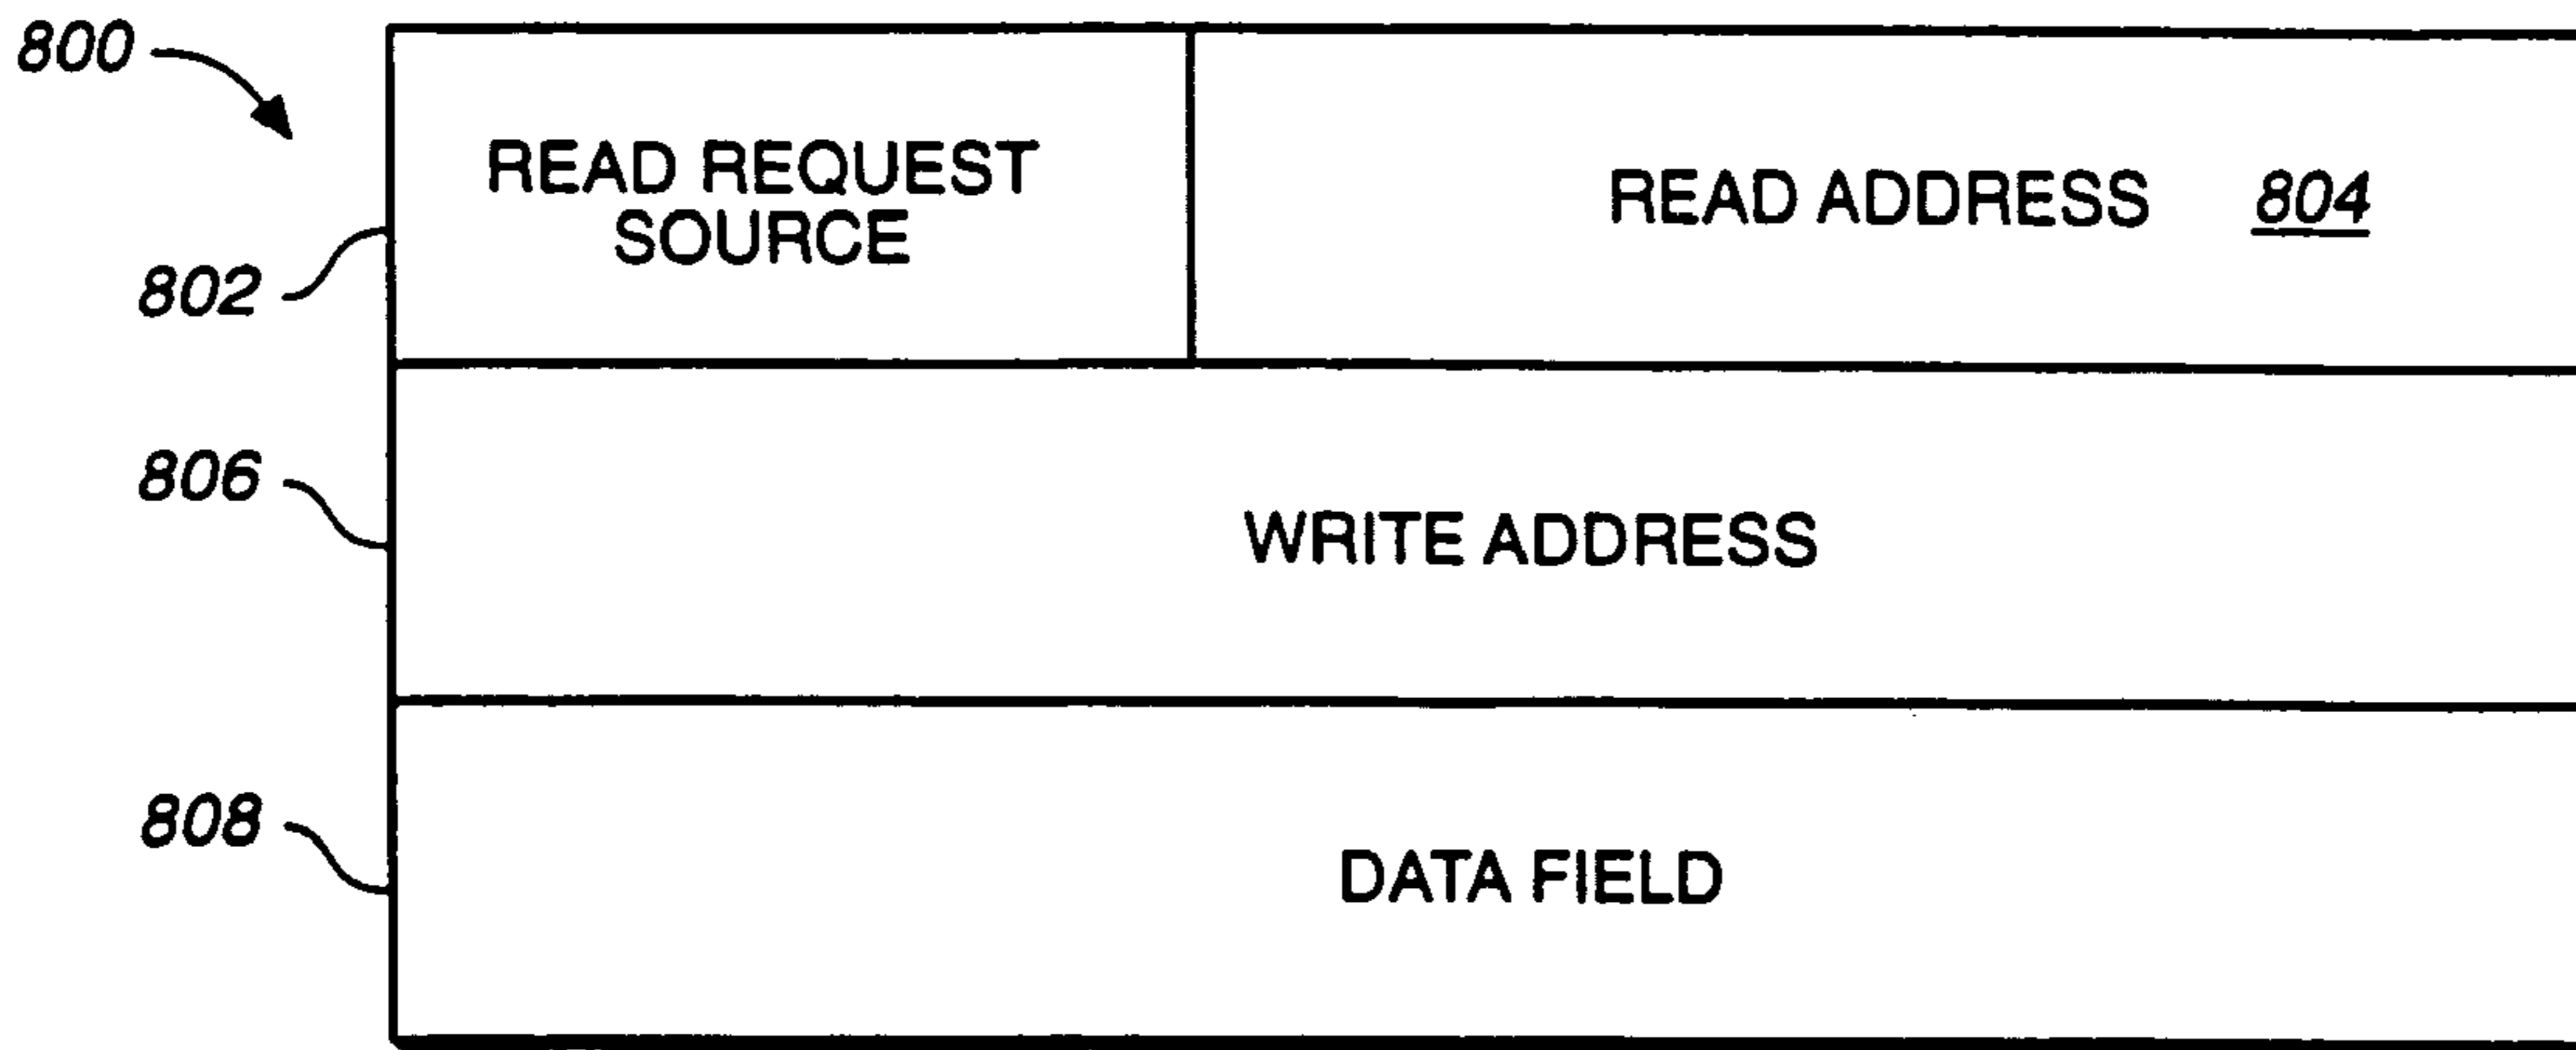 800
READ REQUEST
SOURCE
READ ADDRESS 804
802
806
WRITE ADDRESS
808
DATA FIELD